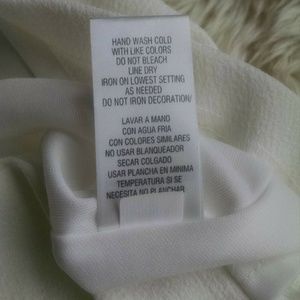 HAND WASH COLD
WITH LIKE COLORS
DO NOT BLEACH
LINE DRY
IRON ON LOWEST SETTING
AS NEEDED
DO NOT IRON DECORATION/
LAVAR A MANO
CON AGUA FRIA
CON COLORES SIMILARES
NO USAR BLANQUEADOR
SECAR COLGADO
USAR PLANCHA EN MINIMA
TEMPERATURA SI SE
NECESITA NO PLANCHAR